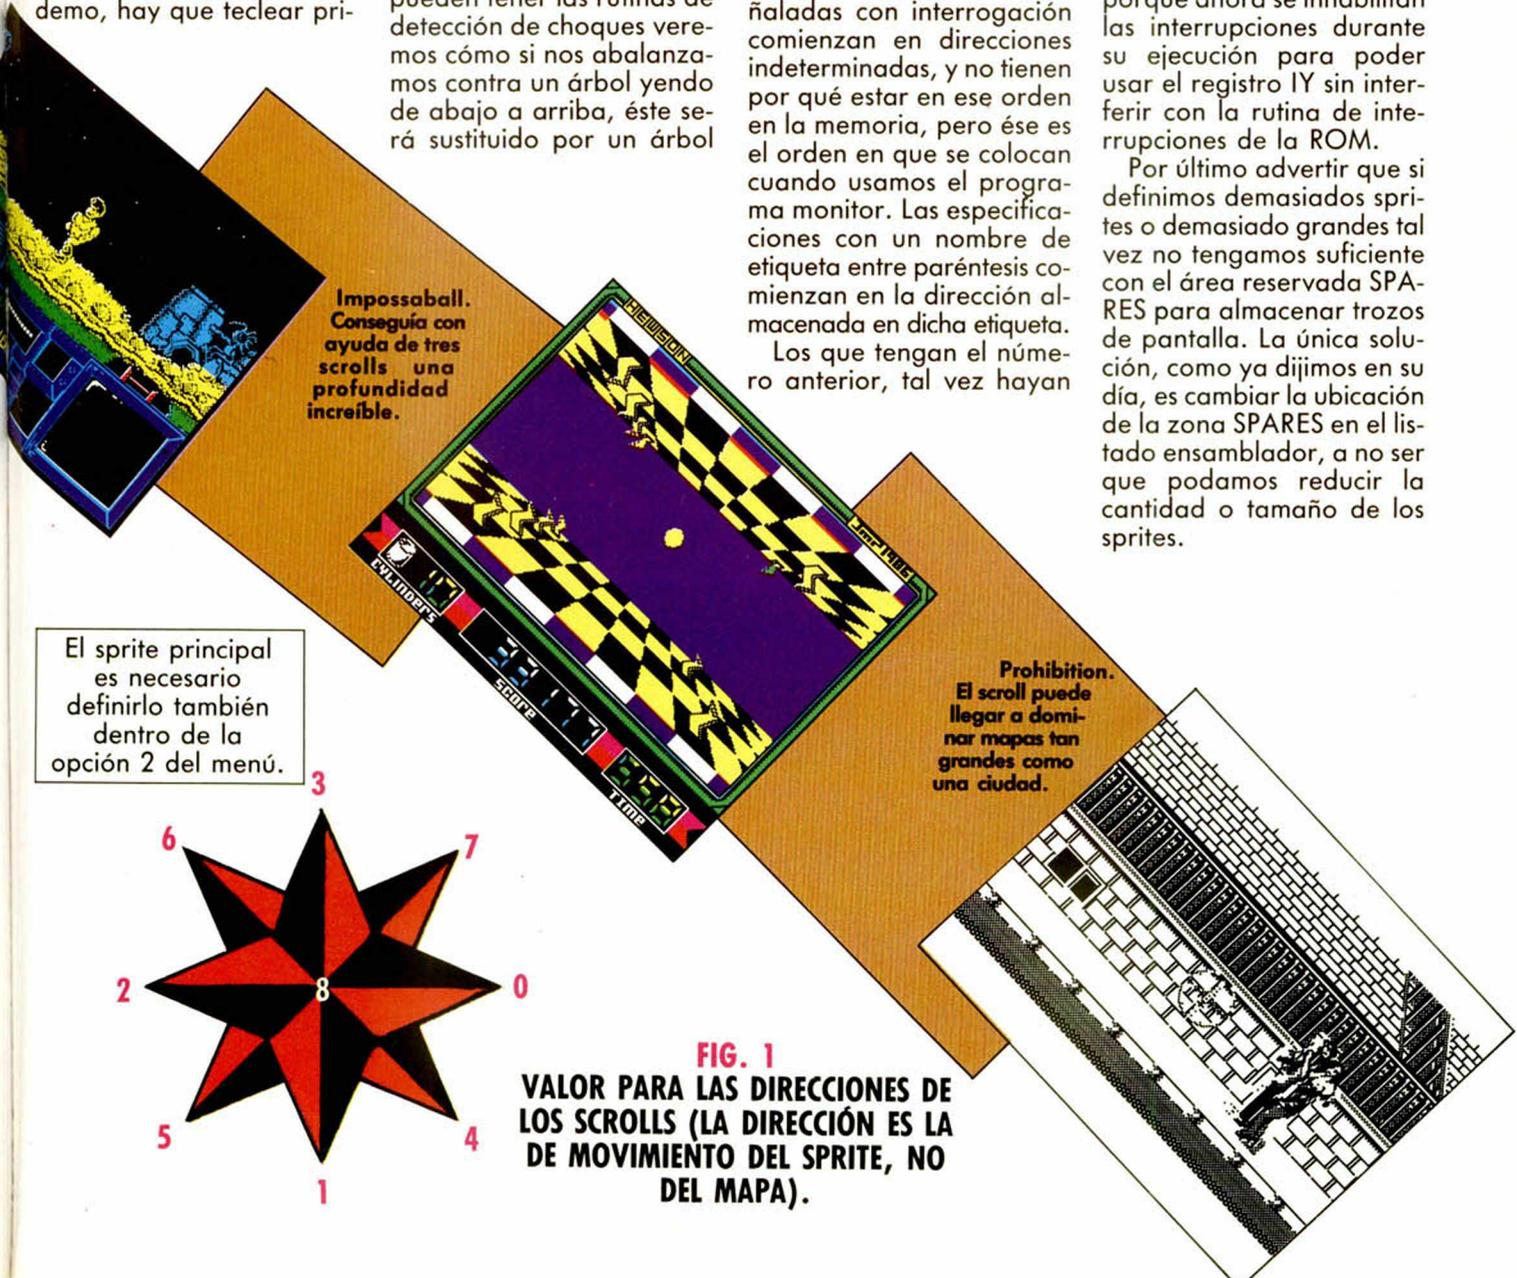 demo, hay que teclear pri-
pueden tener las rutinas de
detección de choques vere-
mos cómo si nos abalanza-
mos contra un árbol yendo
de abajo a arriba, éste se-
rá sustituido por un árbol
ñaladas con interrogación
comienzan en direcciones
indeterminadas, y no tienen
por qué estar en ese orden
en la memoria, pero ése es
el orden en que se colocan
cuando usamos el progra-
ma monitor. Las especifica-
ciones con un nombre de
etiqueta entre paréntesis co-
mienzan en la dirección al-
macenada en dicha etiqueta.
Los que tengan el núme-
ro anterior, tal vez hayan
porque ahora se inhabilitan
las interrupciones durante
su ejecución para poder
usar el registro IY sin inter-
ferir con la rutina de inte-
rrupciones de la ROM.
Por último advertir que si
definimos demasiados spri-
tes o demasiado grandes tal
vez no tengamos suficiente
con el área reservada SPA-
RES para almacenar trozos
de pantalla. La única solu-
ción, como ya dijimos en su
día, es cambiar la ubicación
de la zona SPARES en el lis-
tado ensamblador, a no ser
que podamos reducir la
cantidad o tamaño de los
sprites.
Impossaball.
Conseguía con
ayuda de tres
scrolls una
profundidad
increíble.
HEWSON
Jmr 1986
CYLINDERS
117
SCORE
33177
TIME
558
Prohibition.
El scroll puede
llegar a domi-
nar mapas tan
grandes como
una ciudad.
El sprite principal
es necesario
definirlo también
dentro de la
opción 2 del menú.
3
6
7
2
8
0
5
4
1
FIG. 1
VALOR PARA LAS DIRECCIONES DE
LOS SCROLLS (LA DIRECCIÓN ES LA
DE MOVIMIENTO DEL SPRITE, NO
DEL MAPA).